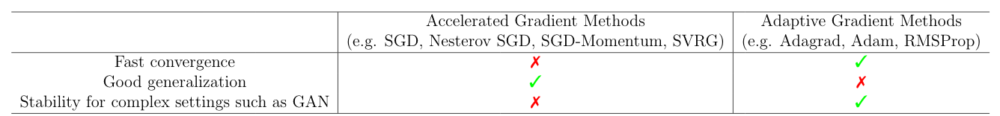 Accelerated Gradient Methods Adaptive Gradient Methods
(e.g. SGD, Nesterov SGD, SGD-Momentum, SVRG) (e.g. Adagrad, Adam, RMSProp)
Fast convergence ✗ ✓
Good generalization ✓ ✗
Stability for complex settings such as GAN ✗ ✓